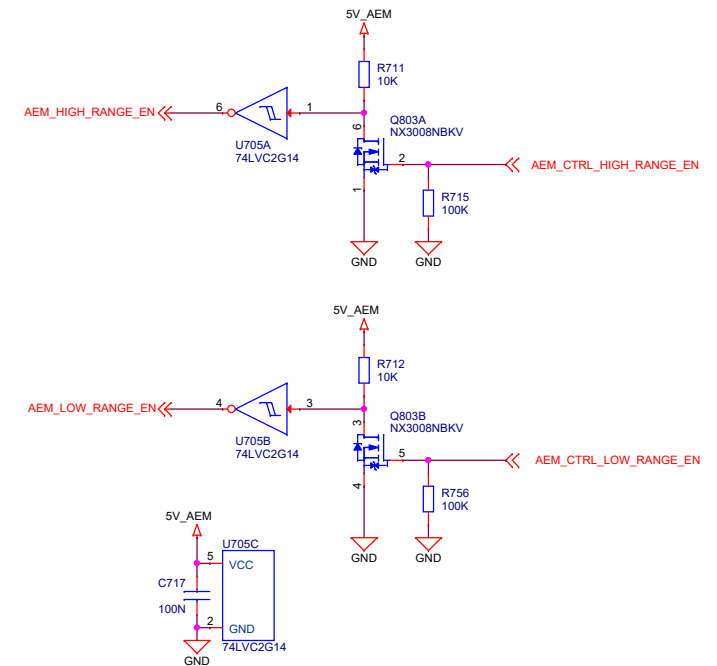 5V_AEM
R711
10K
AEM_HIGH_RANGE_EN
6
1
U705A
74LVC2G14
6
Q803A
NX3008NBKV
2
AEM_CTRL_HIGH_RANGE_EN
1
R715
100K
GND
GND
5V_AEM
R712
10K
AEM_LOW_RANGE_EN
4
3
U705B
74LVC2G14
3
Q803B
NX3008NBKV
5
AEM_CTRL_LOW_RANGE_EN
4
R756
100K
GND
GND
5V_AEM
U705C
5
VCC
C717
100N
2
GND
74LVC2G14
GND